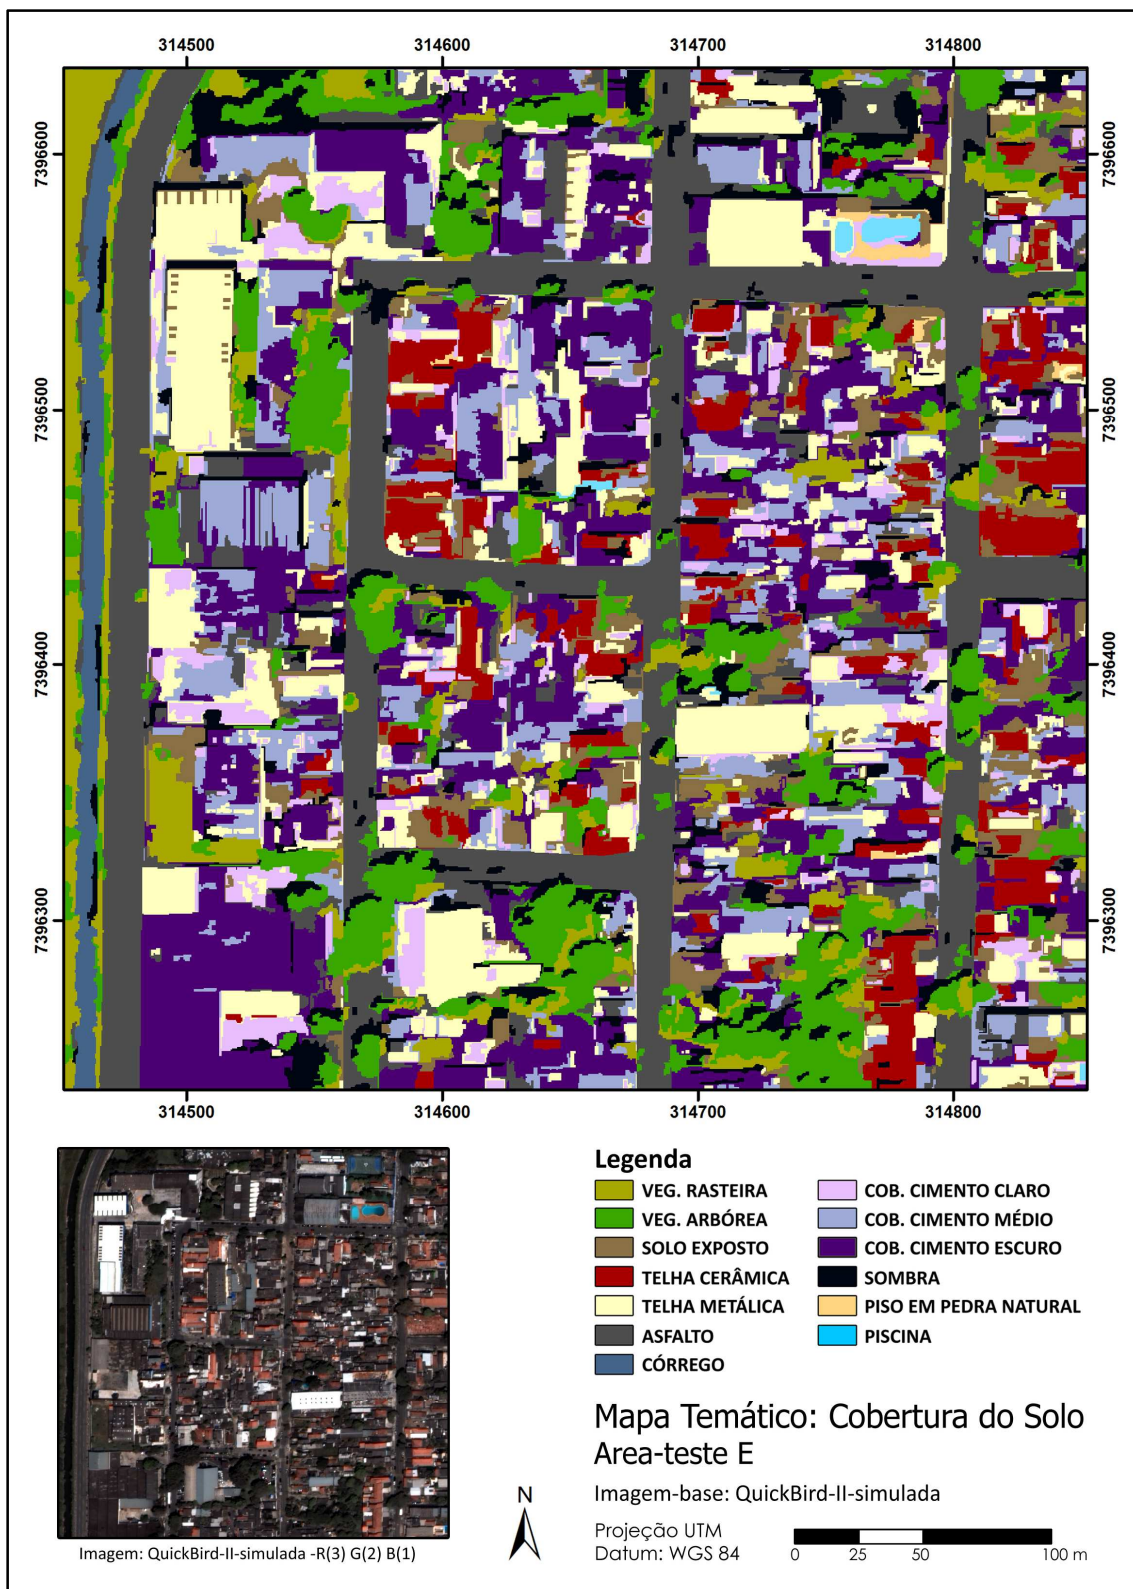 314500 314600 314700 314800
7396600 7396600
7396500 7396500
7396400 7396400
7396300 7396300
314500 314600 314700 314800
Legenda
VEG. RASTEIRA
VEG. ARBÓREA
SOLO EXPOSTO
TELHA CERÂMICA
TELHA METÁLICA
ASFALTO
CÓRREGO
COB. CIMENTO CLARO
COB. CIMENTO MÉDIO
COB. CIMENTO ESCURO
SOMBRA
PISO EM PEDRA NATURAL
PISCINA
Mapa Temático: Cobertura do Solo
Area-teste E
Imagem-base: QuickBird-II-simulada
Projeção UTM
Datum: WGS 84
0 25 50 100 m
N
Imagem: QuickBird-II-simulada -R(3) G(2) B(1)